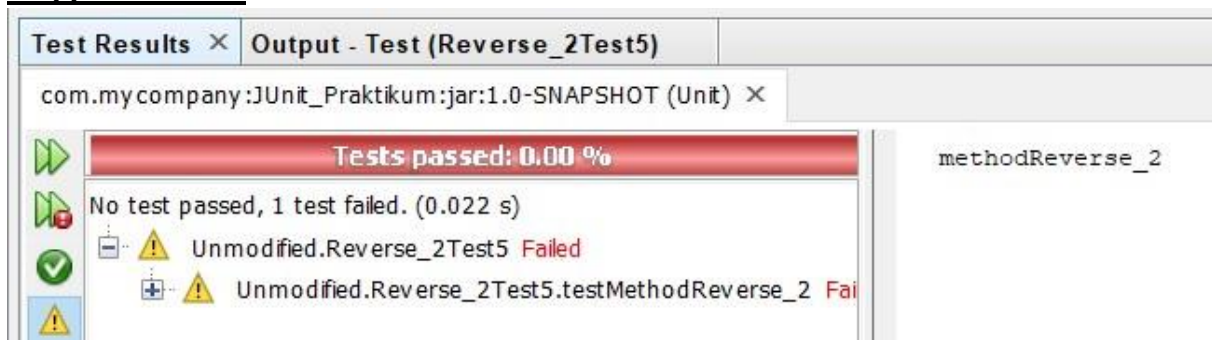 Test Results × Output - Test (Reverse_2Test5)
com.mycompany:JUnit_Praktikum:jar:1.0-SNAPSHOT (Unit) ×
Tests passed: 0.00 %
methodReverse_2
No test passed, 1 test failed. (0.022 s)
Unmodified.Reverse_2Test5 Failed
Unmodified.Reverse_2Test5.testMethodReverse_2 Fai